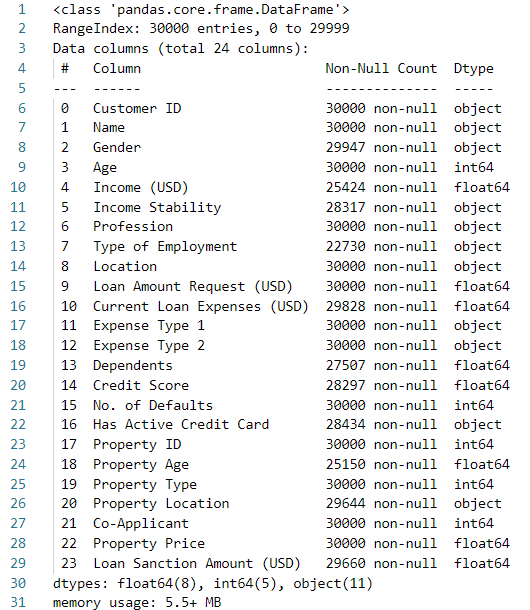 1 <class 'pandas.core.frame.DataFrame'>
2 RangeIndex: 30000 entries, 0 to 29999
3 Data columns (total 24 columns):
4 #   Column                       Non-Null Count  Dtype
5 ---  ------                       --------------  -----
6 0   Customer ID                  30000 non-null  object
7 1   Name                         30000 non-null  object
8 2   Gender                       29947 non-null  object
9 3   Age                          30000 non-null  int64
10 4   Income (USD)                 25424 non-null  float64
11 5   Income Stability             28317 non-null  object
12 6   Profession                   30000 non-null  object
13 7   Type of Employment           22730 non-null  object
14 8   Location                     30000 non-null  object
15 9   Loan Amount Request (USD)    30000 non-null  float64
16 10  Current Loan Expenses (USD)  29828 non-null  float64
17 11  Expense Type 1               30000 non-null  object
18 12  Expense Type 2               30000 non-null  object
19 13  Dependents                   27507 non-null  float64
20 14  Credit Score                 28297 non-null  float64
21 15  No. of Defaults              30000 non-null  int64
22 16  Has Active Credit Card       28434 non-null  object
23 17  Property ID                  30000 non-null  int64
24 18  Property Age                 25150 non-null  float64
25 19  Property Type                30000 non-null  int64
26 20  Property Location            29644 non-null  object
27 21  Co-Applicant                 30000 non-null  int64
28 22  Property Price               30000 non-null  float64
29 23  Loan Sanction Amount (USD)   29660 non-null  float64
30 dtypes: float64(8), int64(5), object(11)
31 memory usage: 5.5+ MB